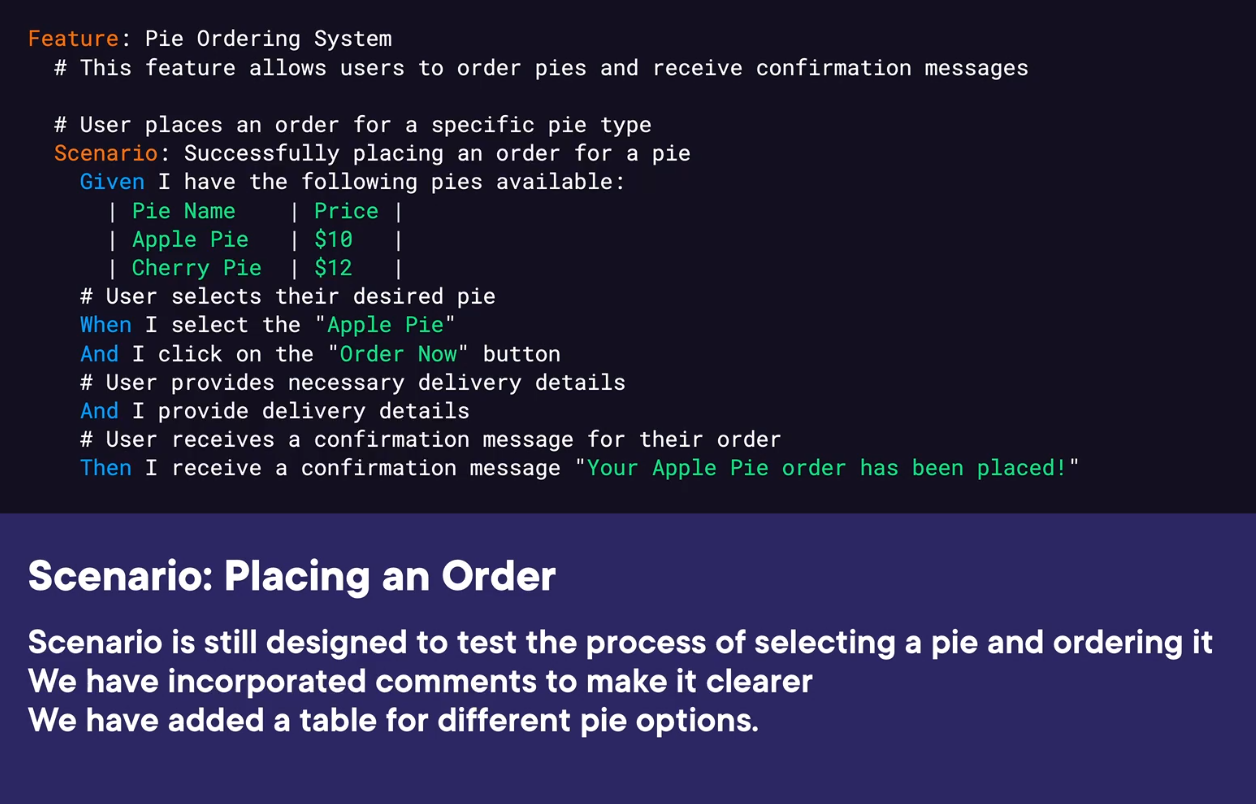 Feature: Pie Ordering System
# This feature allows users to order pies and receive confirmation messages
# User places an order for a specific pie type
Scenario: Successfully placing an order for a pie
Given I have the following pies available:
| Pie Name | Price |
| Apple Pie | $10 |
| Cherry Pie | $12 |
# User selects their desired pie
When I select the "Apple Pie"
And I click on the "Order Now" button
# User provides necessary delivery details
And I provide delivery details
# User receives a confirmation message for their order
Then I receive a confirmation message "Your Apple Pie order has been placed!"
Scenario: Placing an Order
Scenario is still designed to test the process of selecting a pie and ordering it
We have incorporated comments to make it clearer
We have added a table for different pie options.